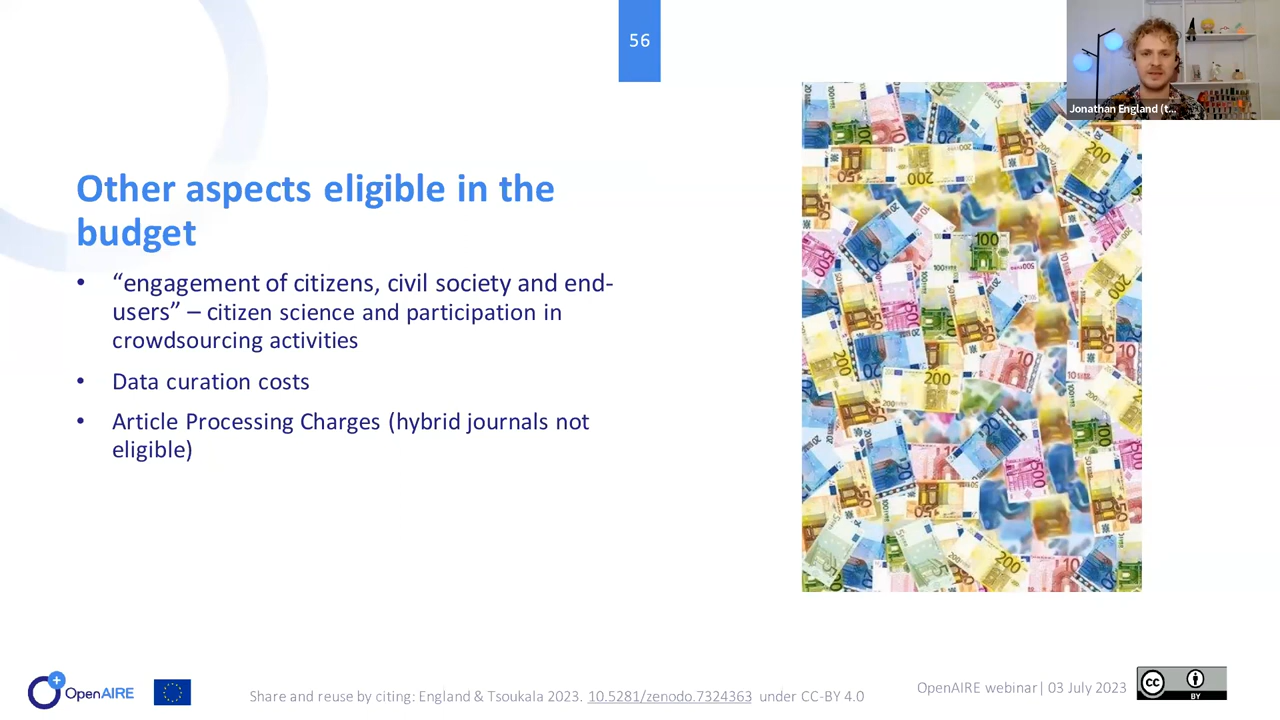 56
Jonathan England (t...
Other aspects eligible in the
budget
• “engagement of citizens, civil society and end-
users” – citizen science and participation in
crowdsourcing activities
• Data curation costs
• Article Processing Charges (hybrid journals not
eligible)
OpenAIRE
Share and reuse by citing: England & Tsoukala 2023. 10.5281/zenodo.7324363 under CC-BY 4.0
OpenAIRE webinar| 03 July 2023
cc
BY